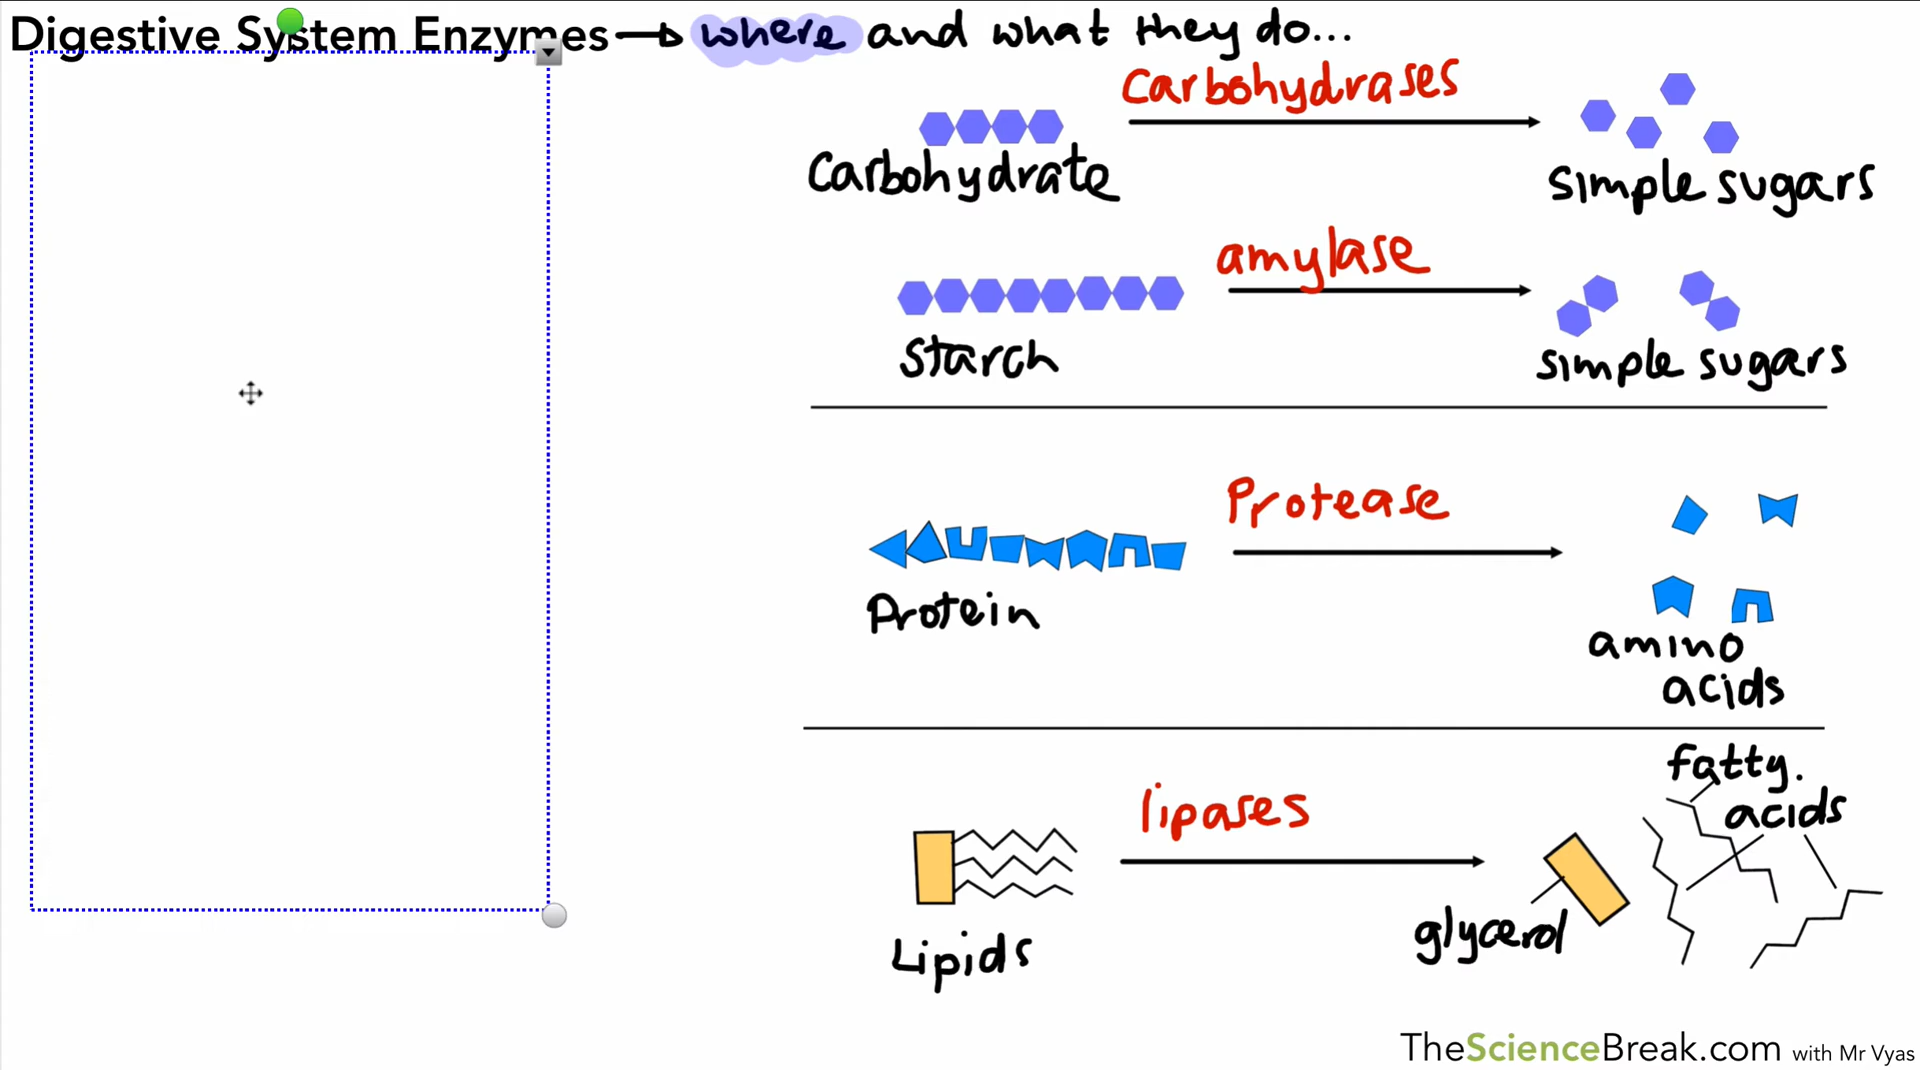 Digestive System Enzymes → where and what they do...
Carbohydrases
Carbohydrate
simple sugars
amylase
Starch
simple sugars
Protease
Protein
amino
acids
lipases
fatty.
acids
glycerol
Lipids
TheScienceBreak.com with Mr Vyas